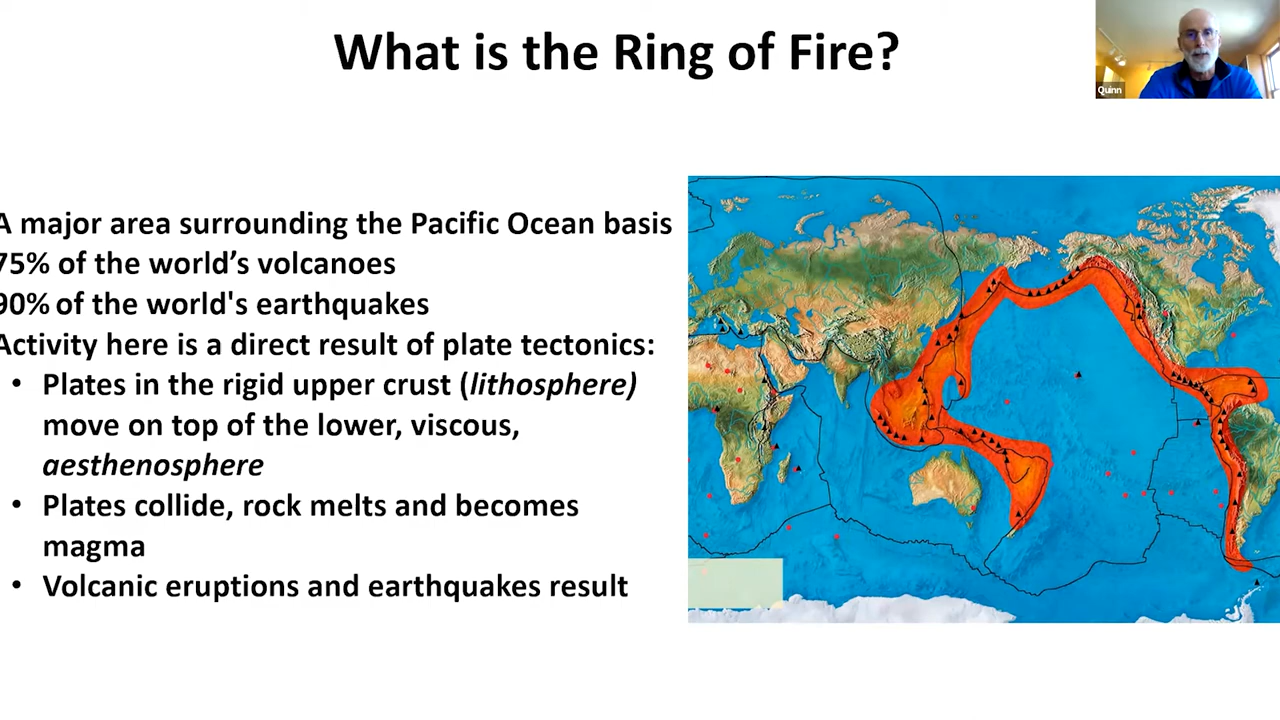 What is the Ring of Fire?
Quinn
A major area surrounding the Pacific Ocean basis
75% of the world’s volcanoes
90% of the world's earthquakes
Activity here is a direct result of plate tectonics:
• Plates in the rigid upper crust (lithosphere)
move on top of the lower, viscous,
aesthenosphere
• Plates collide, rock melts and becomes
magma
• Volcanic eruptions and earthquakes result